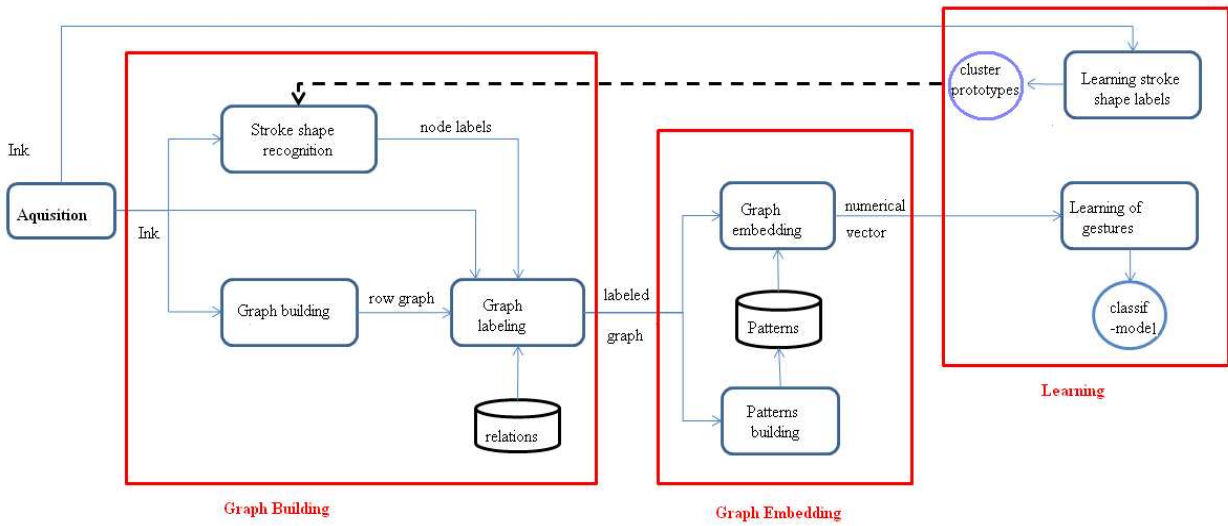 cluster
prototypes
Learning stroke
shape labels
Stroke shape
recognition
node labels
Ink
Aquisition
Ink
Graph
embedding
numerical
vector
Learning of
gestures
Graph building
row graph
Graph
labeling
labeled
graph
Patterns
classif
-model
Learning
relations
Patterns
building
Graph Building
Graph Embedding